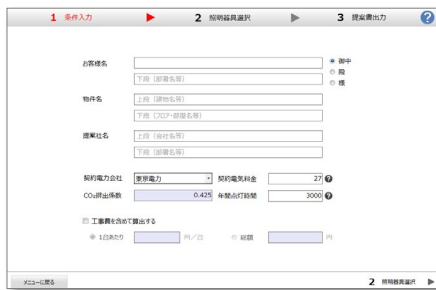 1 条件入力 ▶ 2 照明器具選択 ▶ 3 提案書出力 ?
お客様名
御中
下段（部署名等）
殿
様
物件名 上段（建物名等）
下段（フロア・部屋名等）
提案社名 上段（会社名等）
下段（部署名等）
契約電力会社 東京電力 契約電気料金 27 ?
CO₂排出係数 0.425 年間点灯時間 3000 ?
工事費を含めて算出する
1台あたり 円／台 総額 円
メニューに戻る 2 照明器具選択 ▶